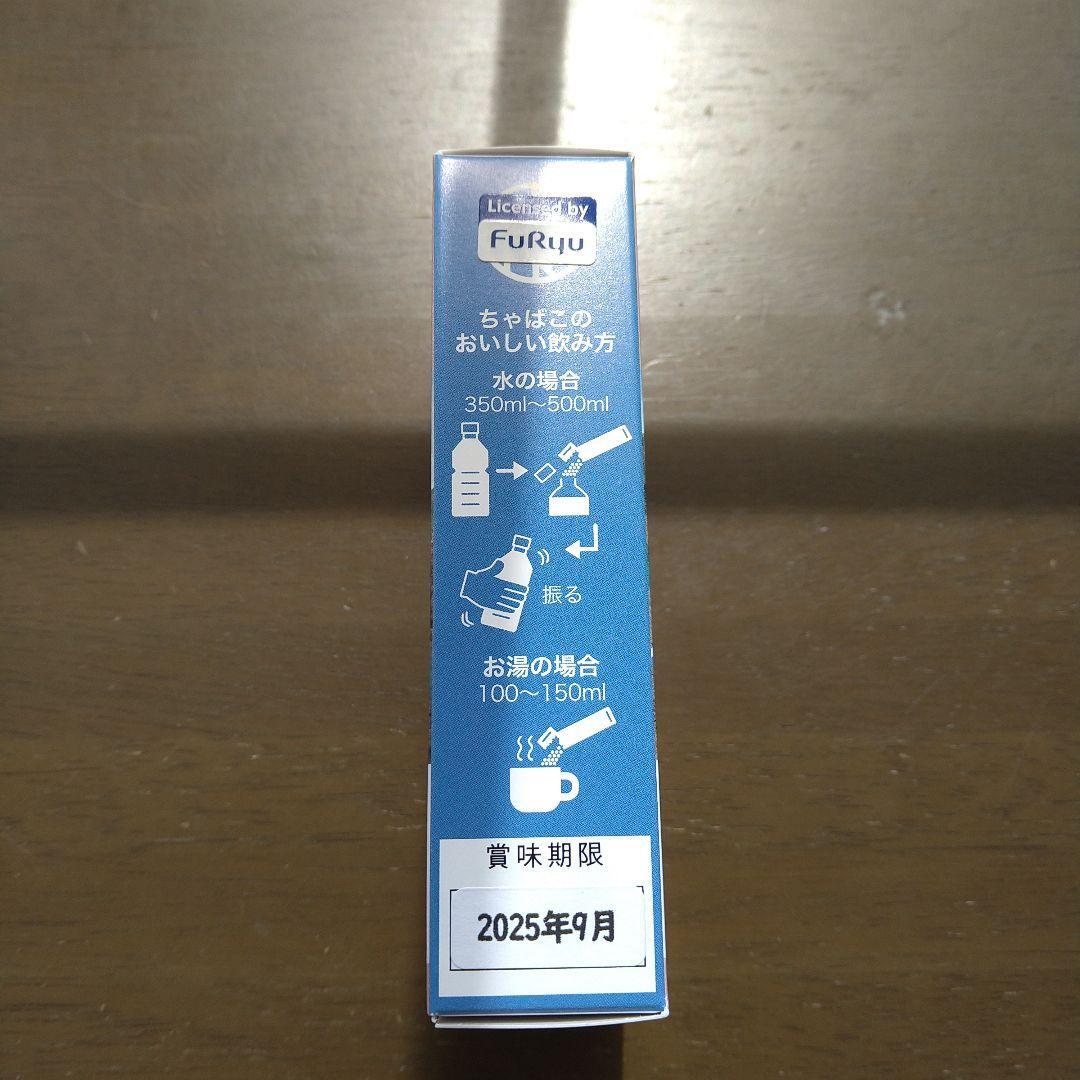 Licensed by
FuRyu
ちゃばこの
おいしい飲み方
水の場合
350ml〜500ml
振る
お湯の場合
100〜150ml
賞味期限
2025年9月